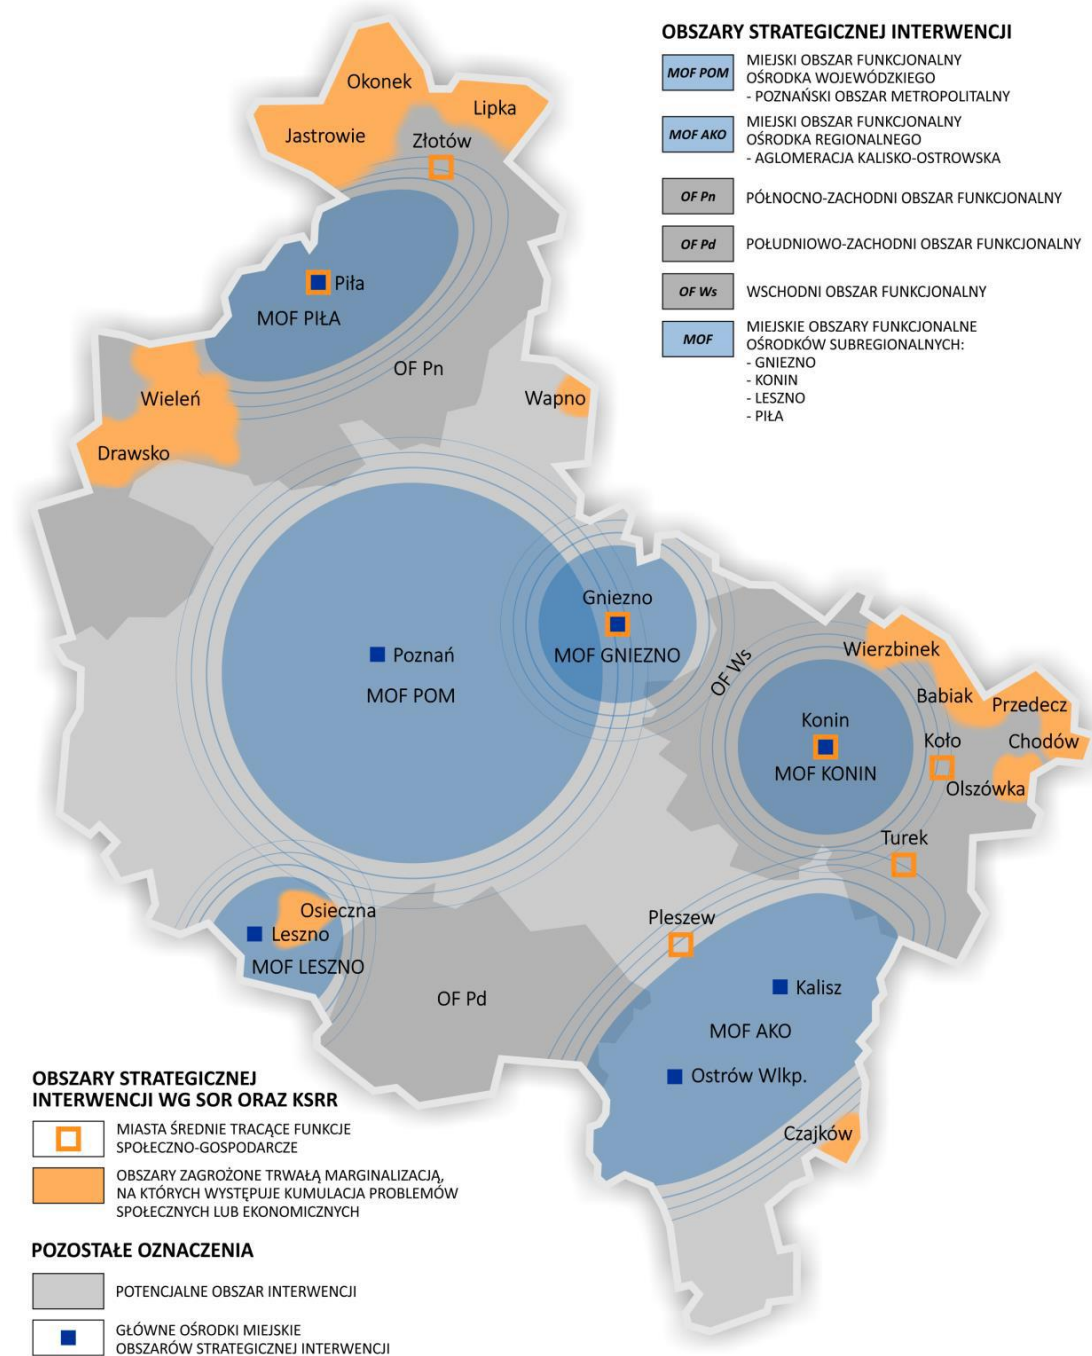 OBSZARY STRATEGICZNEJ INTERWENCJI
MOF POM
MIEJSKI OBSZAR FUNKCJONALNY
OŚRODKA WOJEWÓDZKIEGO
- POZNAŃSKI OBSZAR METROPOLITALNY
MOF AKO
MIEJSKI OBSZAR FUNKCJONALNY
OŚRODKA REGIONALNEGO
- AGLOMERACJA KALISKO-OSTROWSKA
OF Pn
PÓŁNOCNO-ZACHODNI OBSZAR FUNKCJONALNY
OF Pd
POŁUDNIOWO-ZACHODNI OBSZAR FUNKCJONALNY
OF Ws
WSCHODNI OBSZAR FUNKCJONALNY
MOF
MIEJSKIE OBSZARY FUNKCJONALNE
OŚRODKÓW SUBREGIONALNYCH:
- GNIEZNO
- KONIN
- LESZNO
- PIŁA
Okonek
Lipka
Jastrowie
Złotów
Piła
MOF PIŁA
OF Pn
Wieleń
Wapno
Drawsko
Gniezno
MOF GNIEZNO
Poznań
MOF POM
OF Ws
Wierzbinek
Babiak
Przedecz
Konin
MOF KONIN
Koło
Chodów
Olszówka
Turek
Osieczna
Leszno
MOF LESZNO
Pleszew
OF Pd
Kalisz
MOF AKO
Ostrów Wlkp.
Czajków
OBSZARY STRATEGICZNEJ
INTERWENCJI WG SOR ORAZ KSRR
MIASTA ŚREDNIE TRACĄCE FUNKCJE
SPOŁECZNO-GOSPODARCZE
OBSZARY ZAGROŻONE TRWAŁĄ MARGINALIZACJĄ,
NA KTÓRYCH WYSTĘPUJE KUMULACJA PROBLEMÓW
SPOŁECZNYCH LUB EKONOMICZNYCH
POZOSTAŁE OZNACZENIA
POTENCJALNE OBSZAR INTERWENCJI
GŁÓWNE OŚRODKI MIEJSKIE
OBSZARÓW STRATEGICZNEJ INTERWENCJI